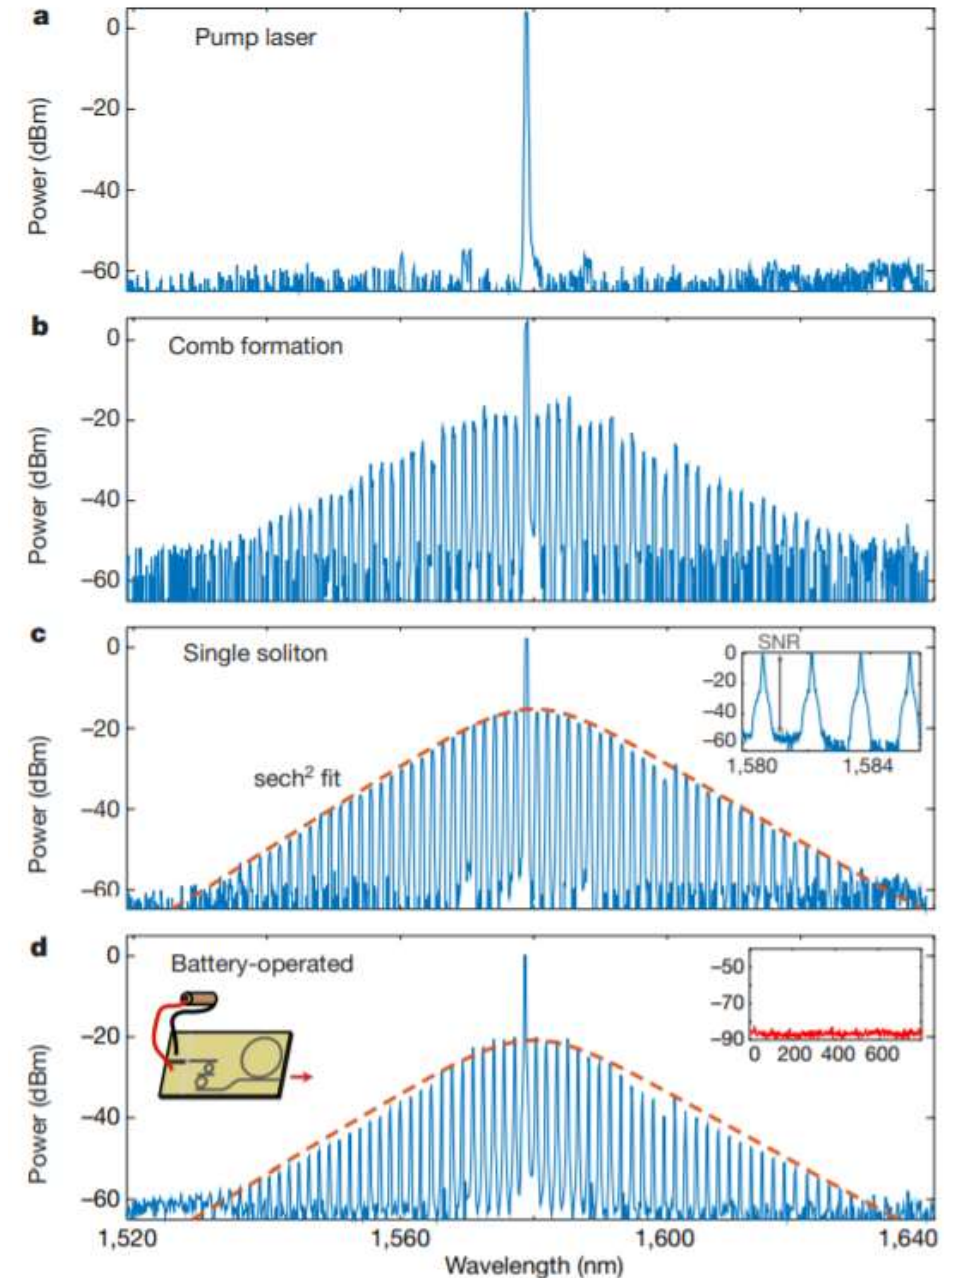 a
Pump laser
Power (dBm)
0
−20
−40
−60
b
Comb formation
Power (dBm)
0
−20
−40
−60
c
Single soliton
sech² fit
Power (dBm)
0
−20
−40
−60
SNR
0
−20
−40
−60
1,580 1,584
d
Battery-operated
Power (dBm)
0
−20
−40
−60
−50
−70
−90
0 200 400 600
1,520 1,560 1,600 1,640
Wavelength (nm)